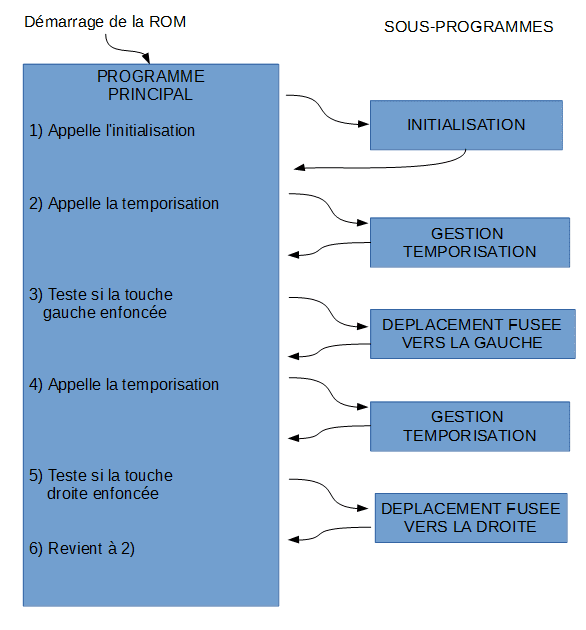 Démarrage de la ROM
SOUS-PROGRAMMES
PROGRAMME
PRINCIPAL
1) Appelle l'initialisation
INITIALISATION
2) Appelle la temporisation
GESTION
TEMPORISATION
3) Teste si la touche
gauche enfoncée
DEPLACEMENT FUSEE
VERS LA GAUCHE
4) Appelle la temporisation
GESTION
TEMPORISATION
5) Teste si la touche
droite enfoncée
DEPLACEMENT FUSEE
VERS LA DROITE
6) Revient à 2)